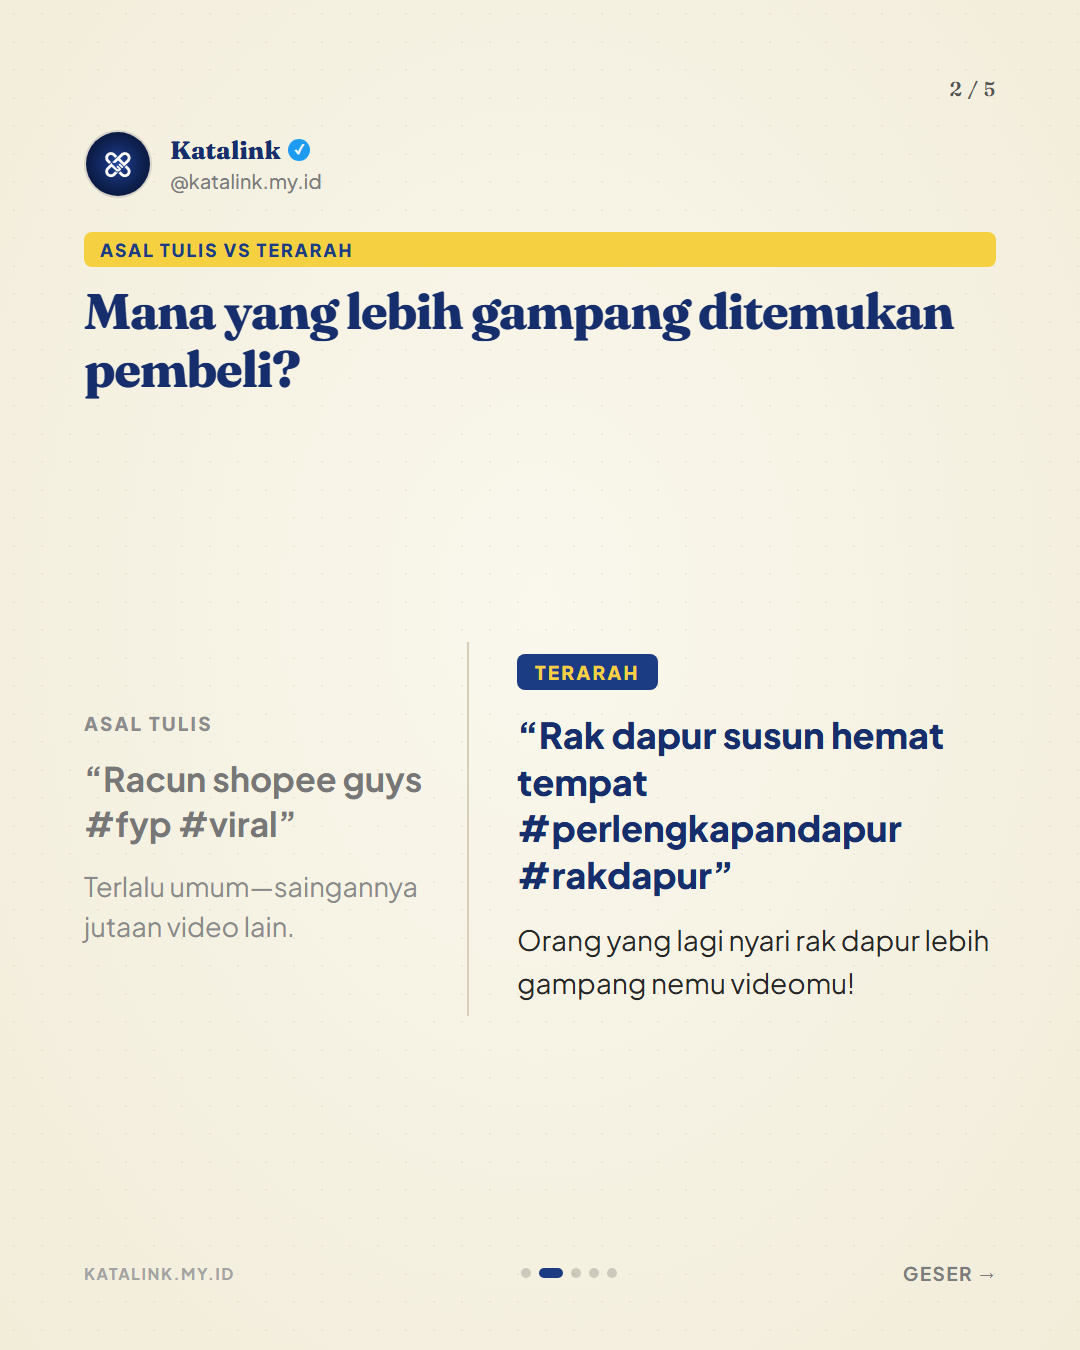 2 / 5
Katalink
@katalink.my.id
ASAL TULIS VS TERARAH
Mana yang lebih gampang ditemukan
pembeli?
ASAL TULIS
“Racun shopee guys
#fyp #viral”
Terlalu umum—saingannya
jutaan video lain.
TERARAH
“Rak dapur susun hemat
tempat
#perlengkapandapur
#rakdapur”
Orang yang lagi nyari rak dapur lebih
gampang nemu videomu!
KATALINK.MY.ID
GESER →